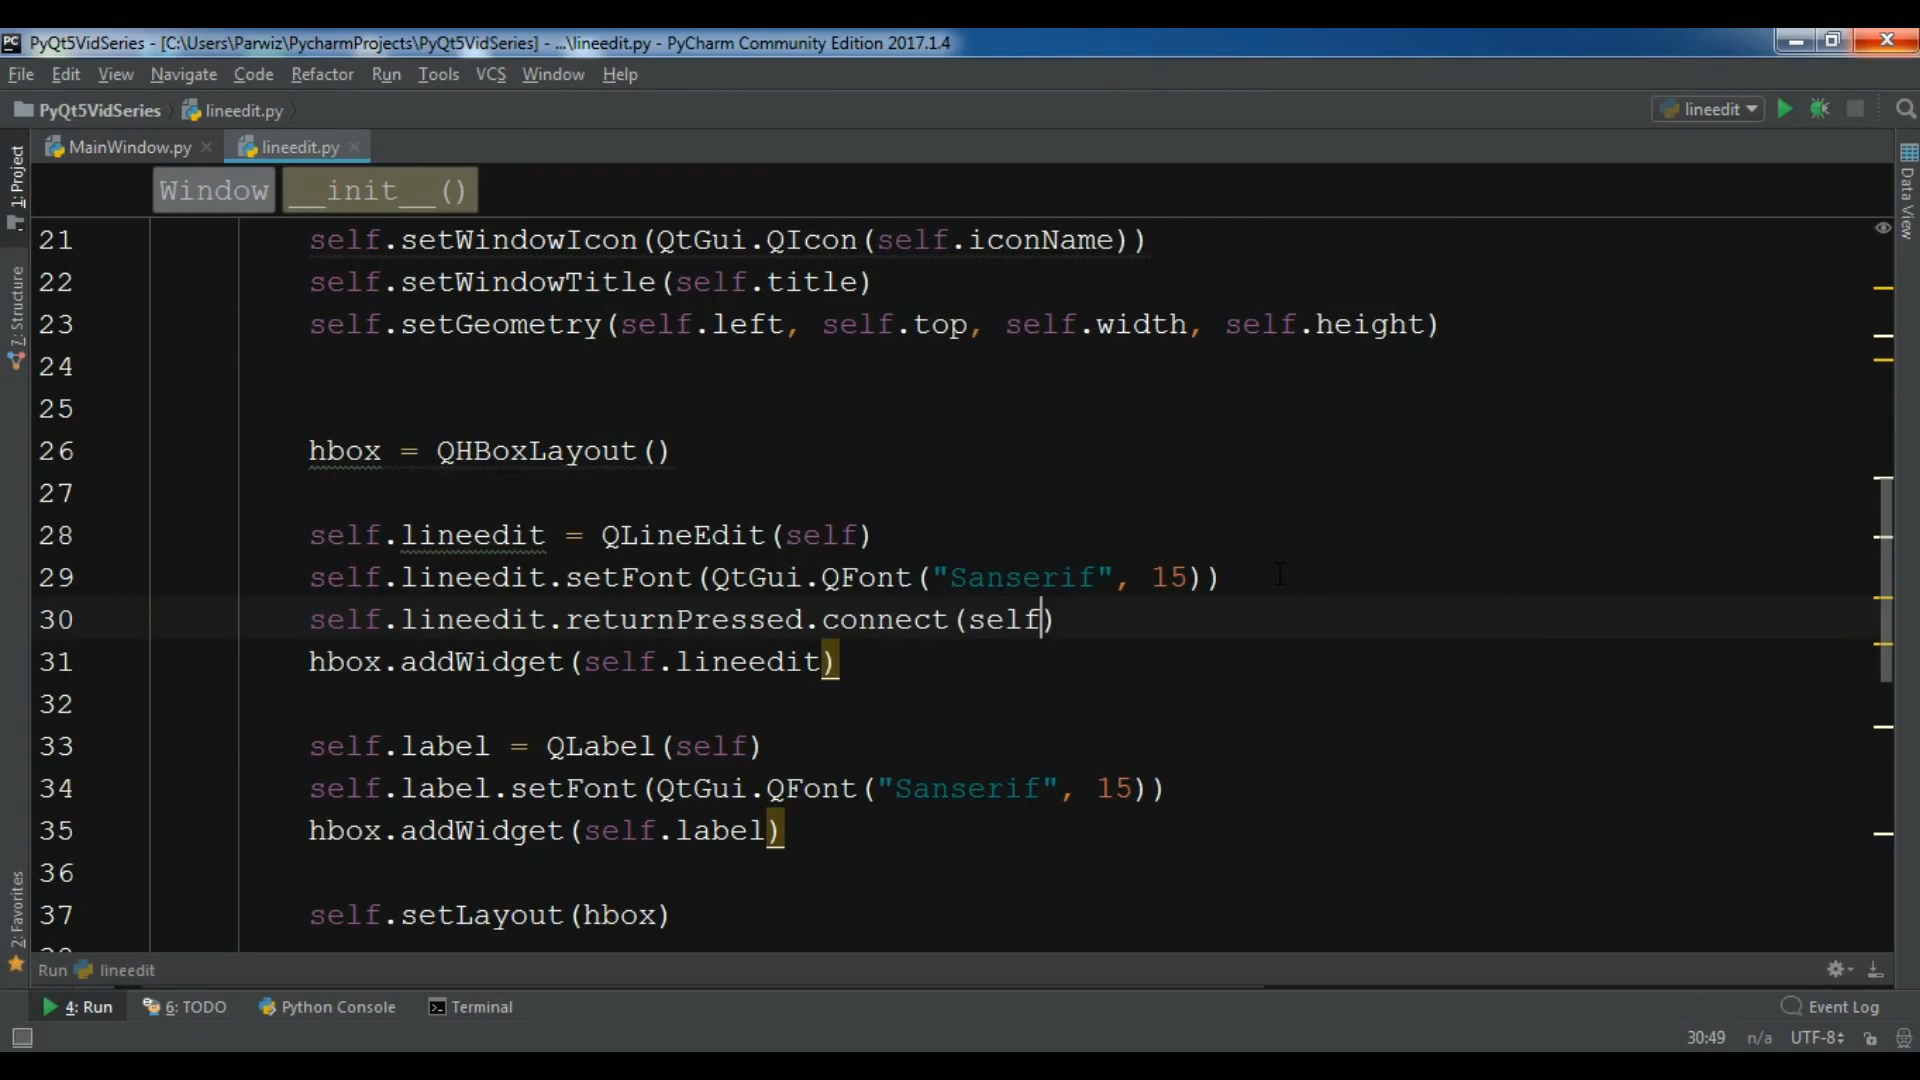 PyQt5VidSeries - [C:\Users\Parwiz\PycharmProjects\PyQt5VidSeries] - ...\lineedit.py - PyCharm Community Edition 2017.1.4
File Edit View Navigate Code Refactor Run Tools VCS Window Help
PyQt5VidSeries lineedit.py lineedit
MainWindow.py lineedit.py
Window __init__()
1: Project
7: Structure
2: Favorites
Data View
21 self.setWindowIcon(QtGui.QIcon(self.iconName))
22 self.setWindowTitle(self.title)
23 self.setGeometry(self.left, self.top, self.width, self.height)
24
25
26 hbox = QHBoxLayout()
27
28 self.lineedit = QLineEdit(self)
29 self.lineedit.setFont(QtGui.QFont("Sanserif", 15))
30 self.lineedit.returnPressed.connect(self)
31 hbox.addWidget(self.lineedit)
32
33 self.label = QLabel(self)
34 self.label.setFont(QtGui.QFont("Sanserif", 15))
35 hbox.addWidget(self.label)
36
37 self.setLayout(hbox)
Run lineedit
4: Run 6: TODO Python Console Terminal Event Log
30:49 n/a UTF-8